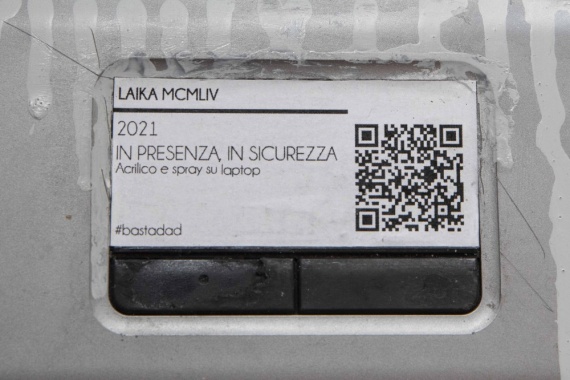 LAIKA MCMLIV
2021
IN PRESENZA, IN SICUREZZA
Acrilico e spray su laptop
#bastadad